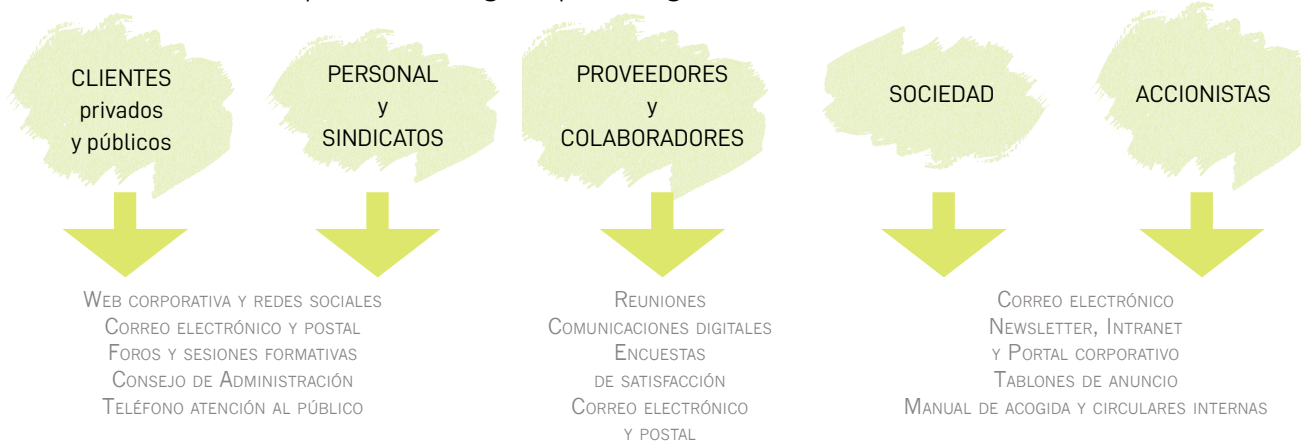 CLIENTES
privados
y públicos
PERSONAL
y
SINDICATOS
PROVEEDORES
y
COLABORADORES
SOCIEDAD
ACCIONISTAS
Web corporativa y redes sociales
Correo electrónico y postal
Foros y sesiones formativas
Consejo de Administración
Teléfono atención al público
Reuniones
Comunicaciones digitales
Encuestas
de satisfacción
Correo electrónico
y postal
Correo electrónico
Newsletter, Intranet
y Portal corporativo
Tablones de anuncio
Manual de acogida y circulares internas